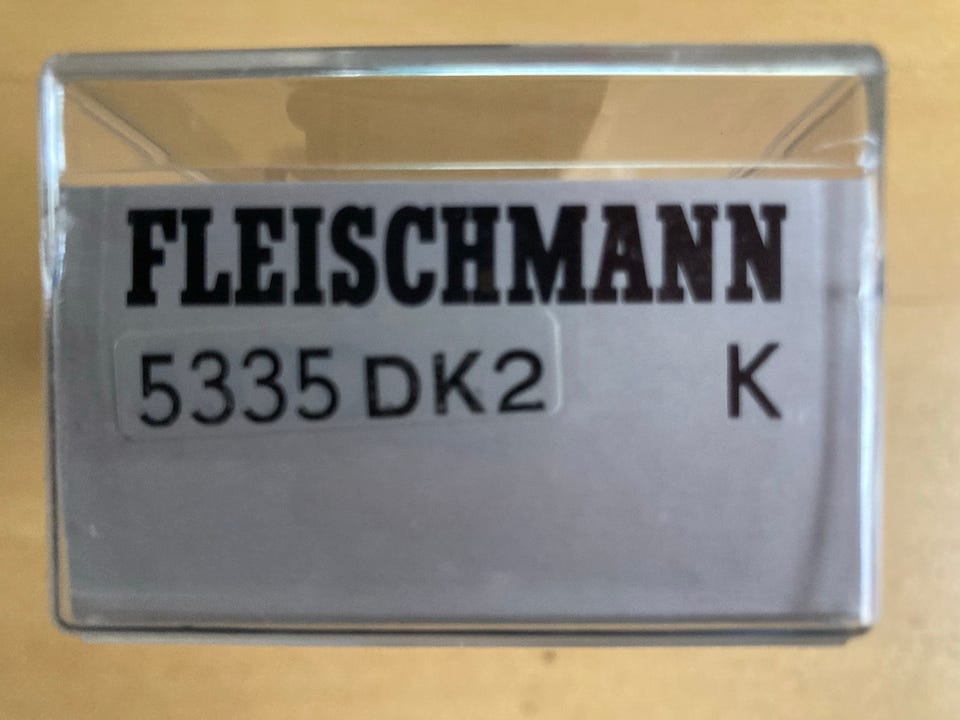 FLEISCHMANN
5335 DK2 K